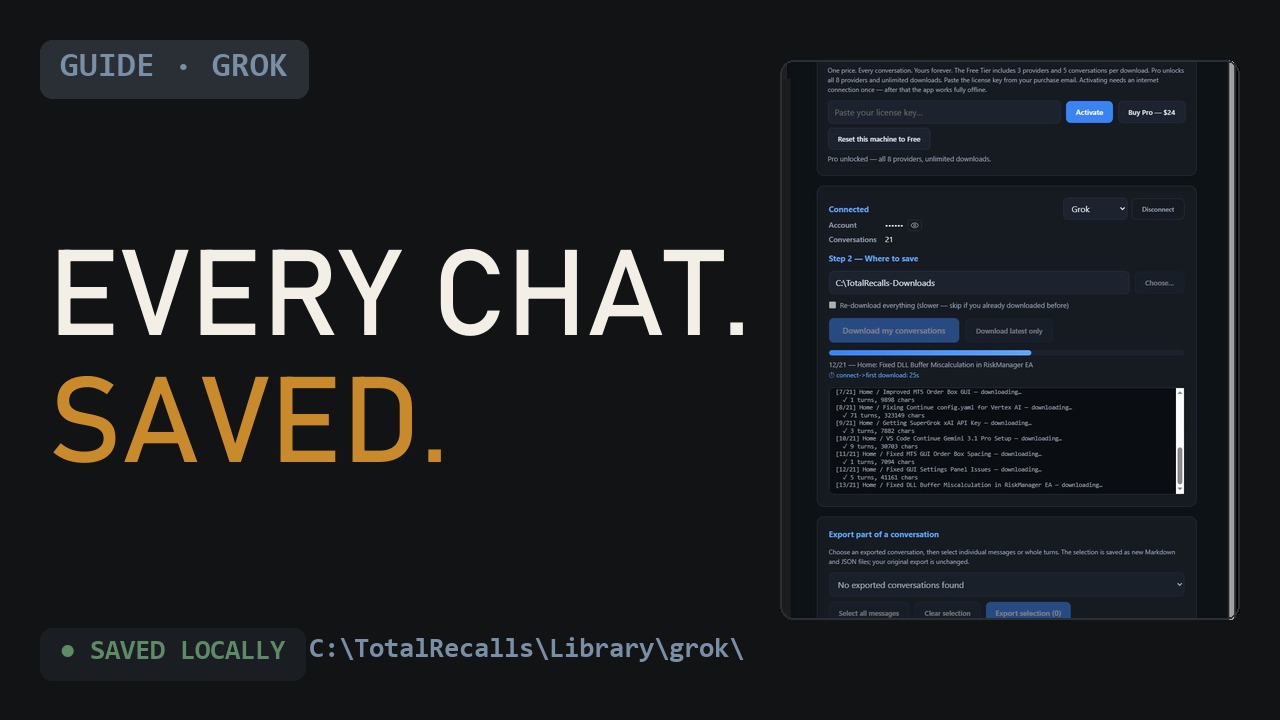 GUIDE · GROK
EVERY CHAT.
SAVED.
● SAVED LOCALLY
C:\TotalRecalls\Library\grok\
One price. Every conversation. Yours forever. The Free Tier includes 3 providers and 5 conversations per download. Pro unlocks
all 8 providers and unlimited downloads. Paste the license key from your purchase email. Activating needs an internet
connection once — after that the app works fully offline.
Paste your license key...
Activate
Buy Pro — $24
Reset this machine to Free
Pro unlocked — all 8 providers, unlimited downloads.
Connected
Grok
Disconnect
Account ••••••
Conversations 21
Step 2 — Where to save
C:\TotalRecalls-Downloads
Choose...
Re-download everything (slower — skip if you already downloaded before)
Download my conversations
Download latest only
12/21 — Home: Fixed DLL Buffer Miscalculation in RiskManager EA
⏱ connect->first download: 25s
[7/21] Home / Improved MT5 Order Box GUI — downloading…
✓ 1 turns, 9898 chars
[8/21] Home / Fixing Continue config.yaml for Vertex AI — downloading…
✓ 71 turns, 323149 chars
[9/21] Home / Getting SuperGrok xAI API Key — downloading…
✓ 3 turns, 7882 chars
[10/21] Home / VS Code Continue Gemini 3.1 Pro Setup — downloading…
✓ 9 turns, 30703 chars
[11/21] Home / Fixed MT5 GUI Order Box Spacing — downloading…
✓ 1 turns, 7094 chars
[12/21] Home / Fixed GUI Settings Panel Issues — downloading…
✓ 5 turns, 41161 chars
[13/21] Home / Fixed DLL Buffer Miscalculation in RiskManager EA — downloading…
Export part of a conversation
Choose an exported conversation, then select individual messages or whole turns. The selection is saved as new Markdown
and JSON files; your original export is unchanged.
No exported conversations found
Select all messages
Clear selection
Export selection (0)